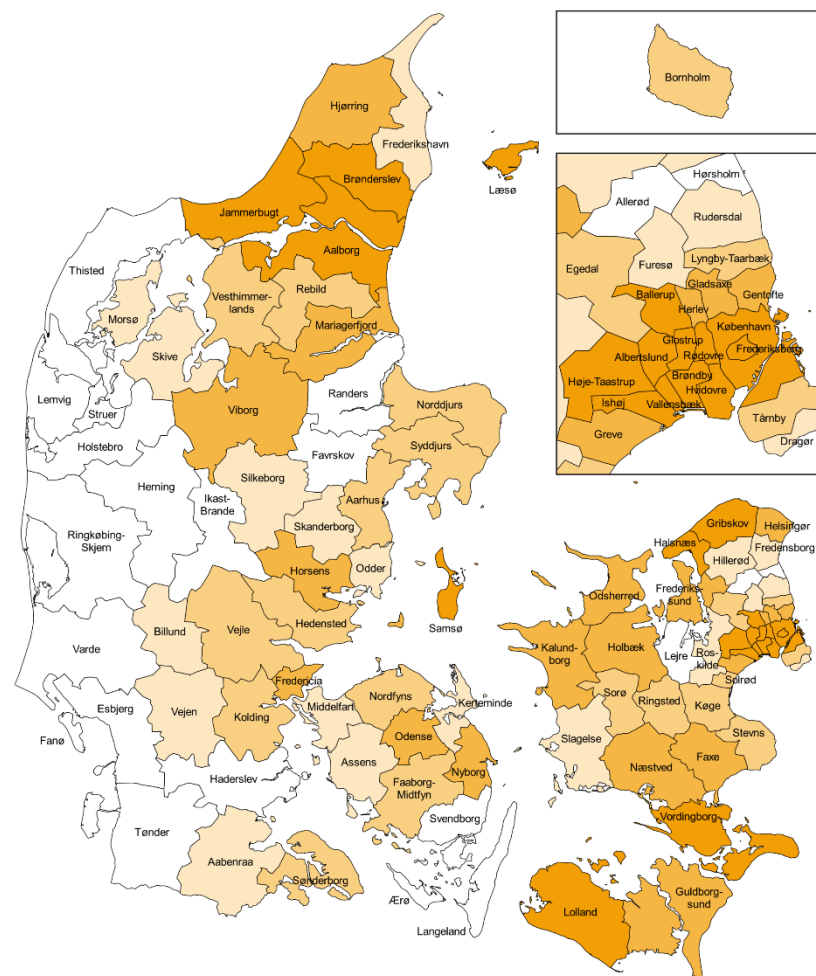 Bornholm
Hjørring
Frederikshavn
Læsø
Brønderslev
Jammerbugt
Aalborg
Thisted
Vesthimmer-
lands
Rebild
Morsø
Mariagerfjord
Skive
Lemvig
Struer
Viborg
Randers
Norddjurs
Holstebro
Favrskov
Syddjurs
Herning
Ikast-
Brande
Silkeborg
Aarhus
Ringkøbing-
Skjern
Skanderborg
Horsens
Odder
Samsø
Hedensted
Billund
Vejle
Varde
Fredericia
Esbjerg
Vejen
Kolding
Middelfart
Nordfyns
Kerteminde
Fanø
Odense
Assens
Nyborg
Haderslev
Faaborg-
Midtfyn
Svendborg
Tønder
Aabenraa
Sønderborg
Ærø
Langeland
Hørsholm
Allerød
Rudersdal
Egedal
Furesø
Lyngby-Taarbæk
Gladsaxe
Ballerup
Gentofte
Herlev
København
Glostrup
Frederiksberg
Albertslund
Rødovre
Brøndby
Høje-Taastrup
Hvidovre
Ishøj
Vallensbæk
Tårnby
Greve
Dragør
Gribskov
Helsingør
Halsnæs
Fredensborg
Hillerød
Frederiks-
sund
Odsherred
Kalund-
borg
Holbæk
Lejre
Ros-
kilde
Solrød
Sorø
Ringsted
Køge
Stevns
Slagelse
Næstved
Faxe
Vordingborg
Guldborg-
sund
Lolland